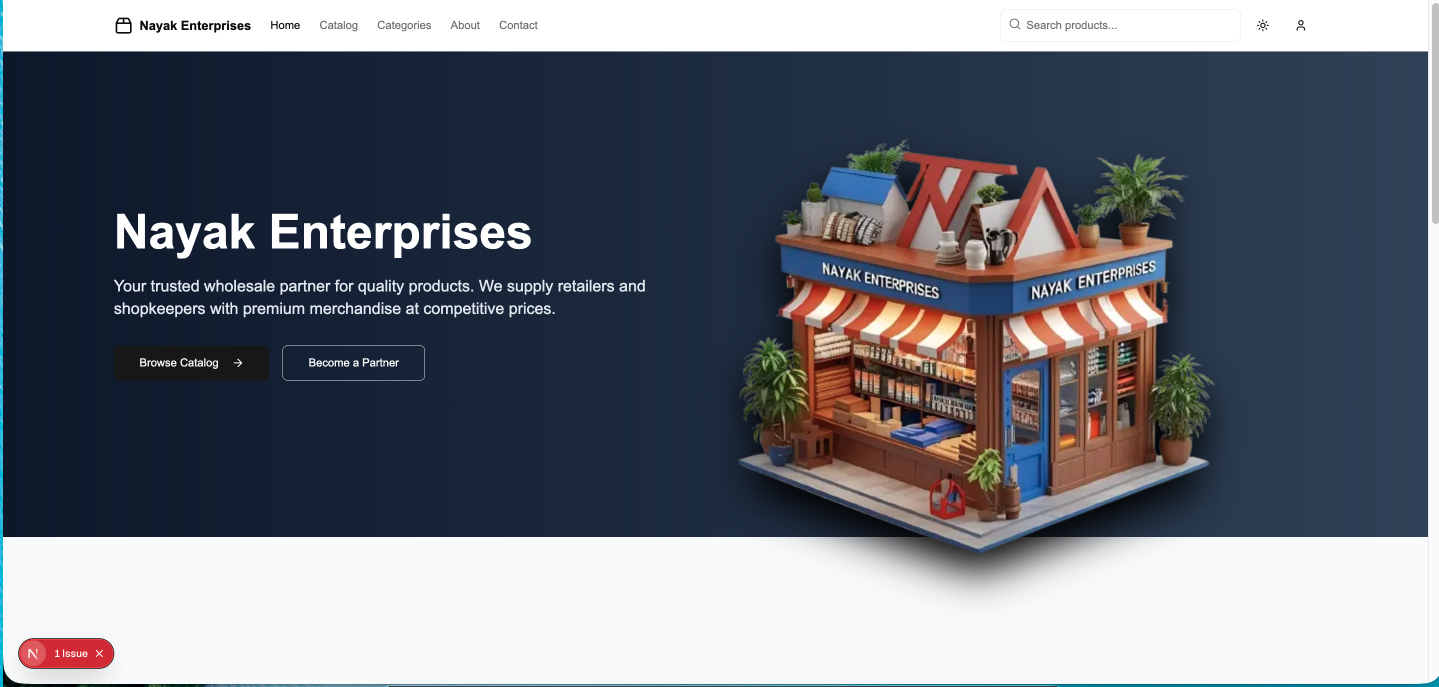 Nayak Enterprises
Home
Catalog
Categories
About
Contact
Search products...
Nayak Enterprises
Your trusted wholesale partner for quality products. We supply retailers and
shopkeepers with premium merchandise at competitive prices.
Browse Catalog →
Become a Partner
NAYAK ENTERPRISES
NAYAK ENTERPRISES
N
1 Issue